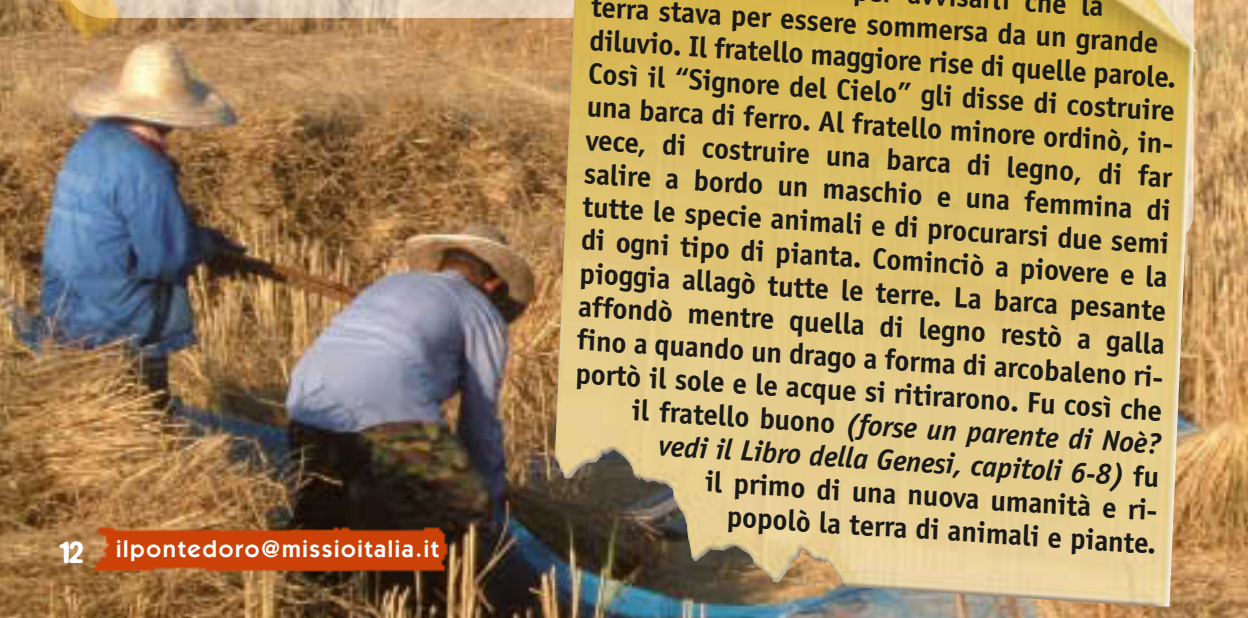 per avvisarli che la
terra stava per essere sommersa da un grande
diluvio. Il fratello maggiore rise di quelle parole.
Così il “Signore del Cielo” gli disse di costruire
una barca di ferro. Al fratello minore ordinò, in-
vece, di costruire una barca di legno, di far
salire a bordo un maschio e una femmina di
tutte le specie animali e di procurarsi due semi
di ogni tipo di pianta. Cominciò a piovere e la
pioggia allagò tutte le terre. La barca pesante
affondò mentre quella di legno restò a galla
fino a quando un drago a forma di arcobaleno ri-
portò il sole e le acque si ritirarono. Fu così che
il fratello buono (forse un parente di Noè?
vedi il Libro della Genesi, capitoli 6-8) fu
il primo di una nuova umanità e ri-
popolò la terra di animali e piante.
12 ilpontedoro@missioitalia.it